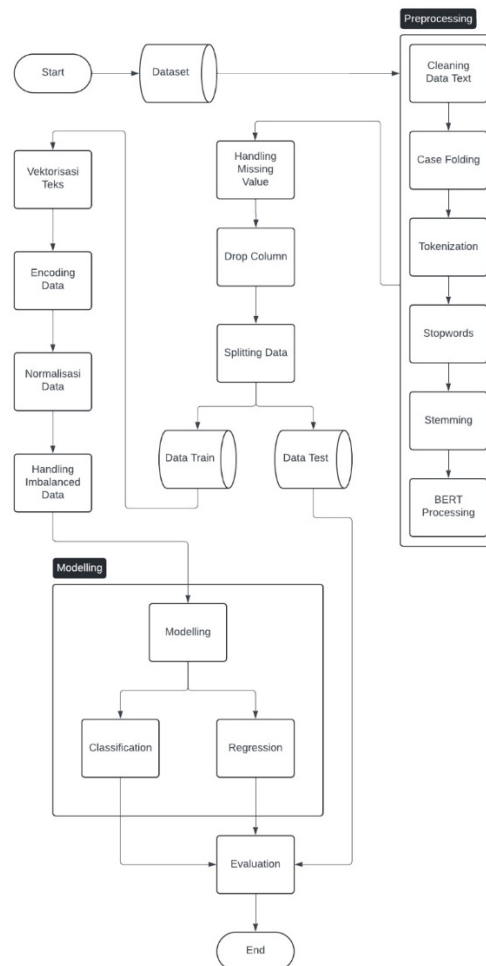 Preprocessing
Start
Dataset
Cleaning
Data Text
Case Folding
Tokenization
Stopwords
Stemming
BERT
Processing
Handling
Missing
Value
Drop Column
Splitting Data
Data Train
Data Test
Vektorisasi
Teks
Encoding
Data
Normalisasi
Data
Handling
Imbalanced
Data
Modelling
Modelling
Classification
Regression
Evaluation
End